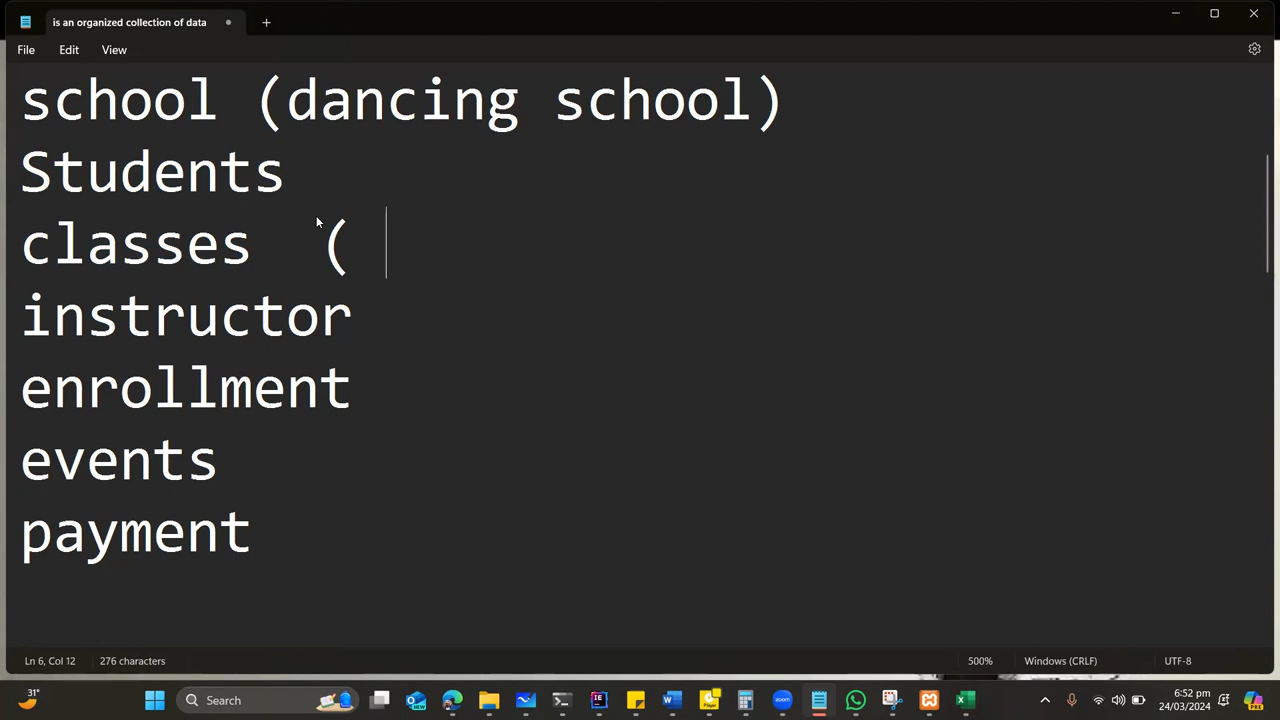 is an organized collection of data
File Edit View
school (dancing school)
Students
classes  (
instructor
enrollment
events
payment
Ln 6, Col 12 276 characters 500% Windows (CRLF) UTF-8
31° Search 6:52 pm
24/03/2024